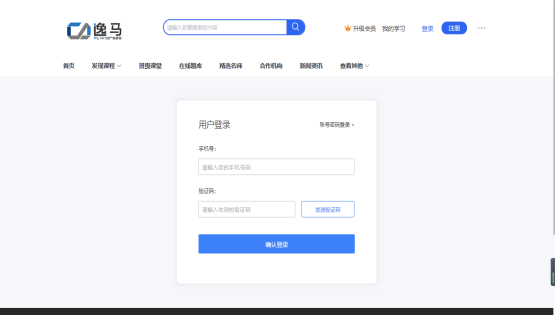 逸马
请输入您要搜索的内容
升级会员 我的学习 登录 注册
首页 发现课程 班级课堂 在线题库 精选名师 合作机构 新闻资讯 查看其他
用户登录 账号密码登录 >
手机号:
请输入您的手机号码
验证码:
请输入收到的验证码 发送验证码
确认登录